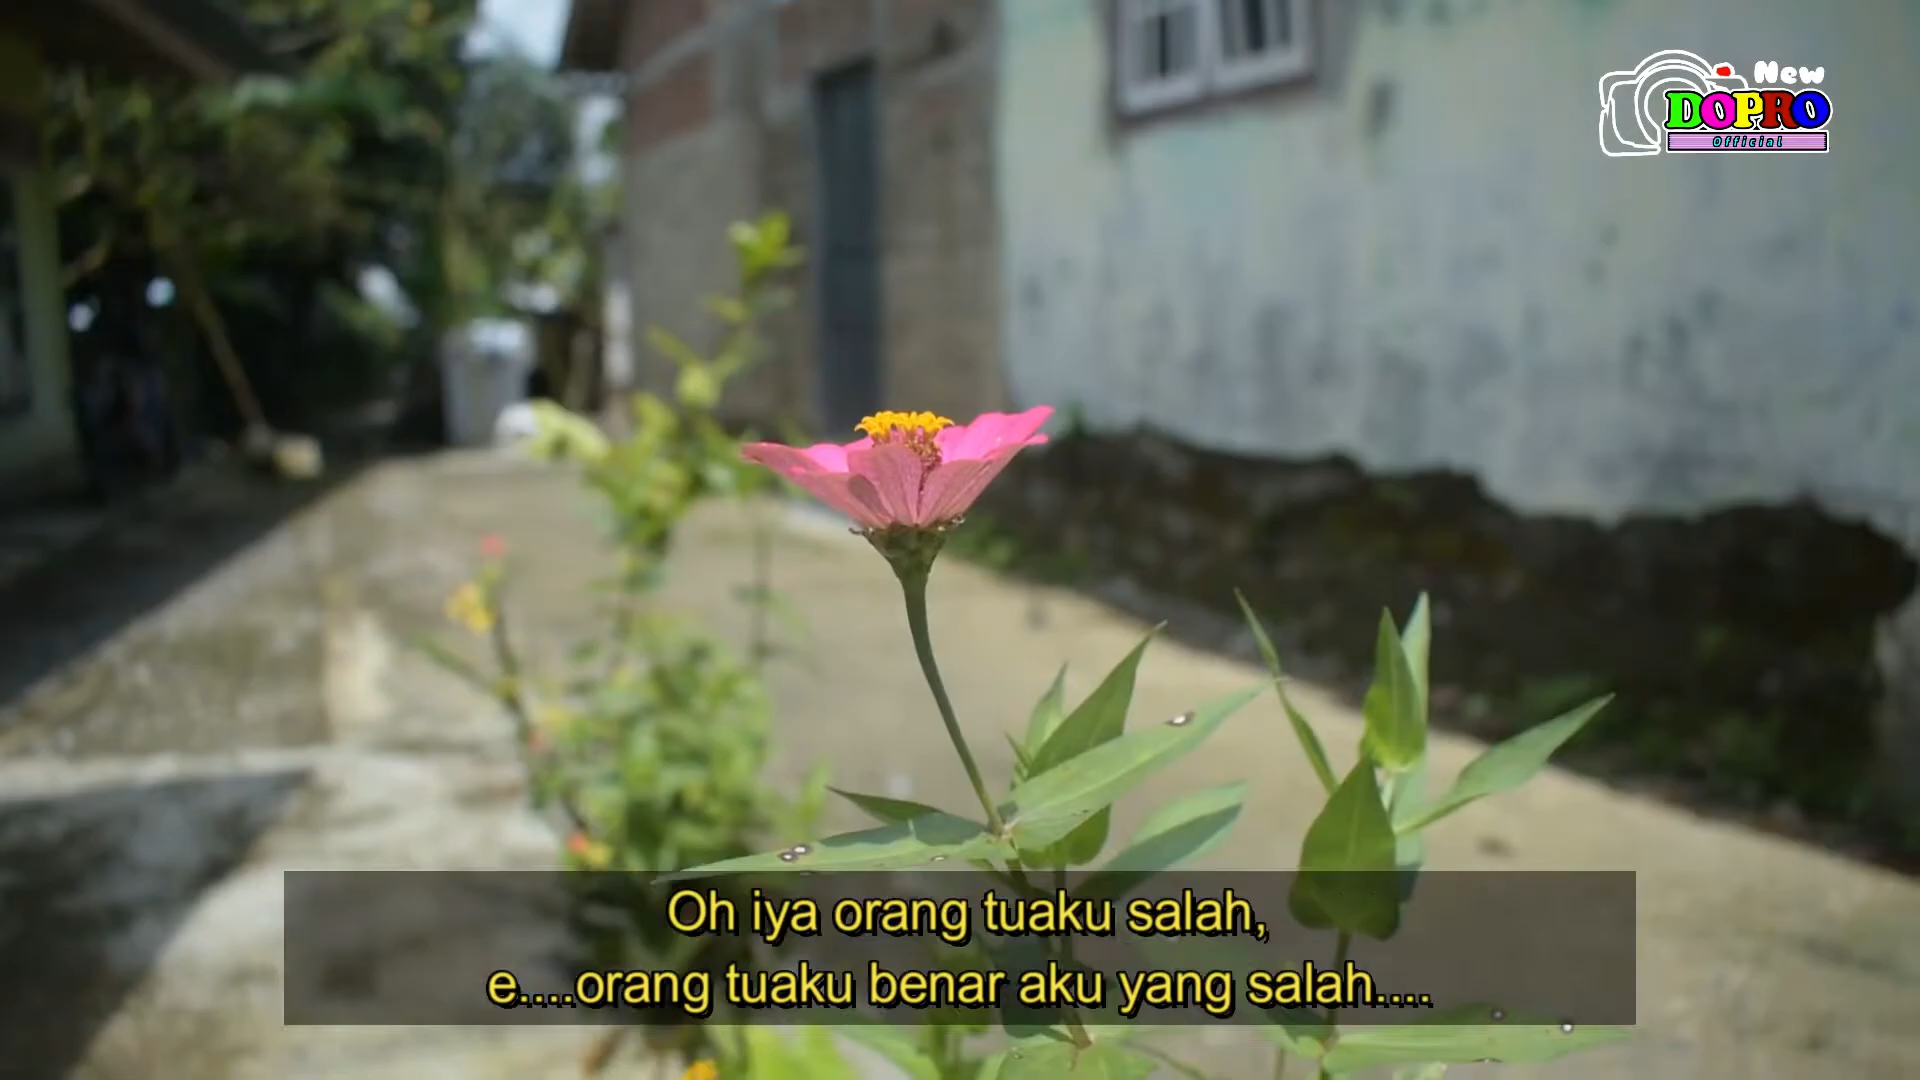 New
DOPRO
Official
Oh iya orang tuaku salah,
e....orang tuaku benar aku yang salah....